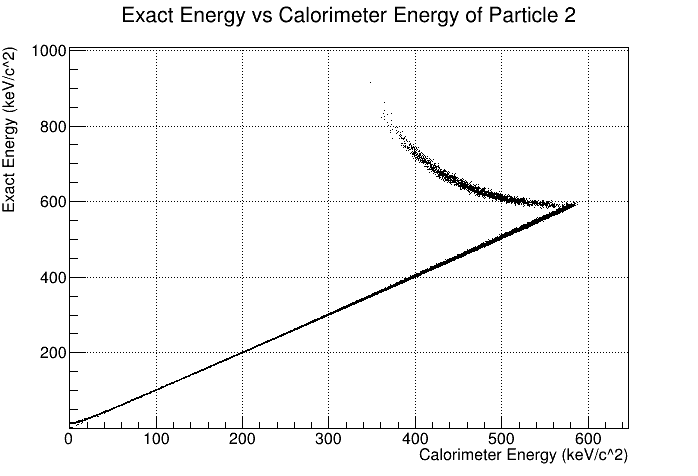 Exact Energy vs Calorimeter Energy of Particle 2
Exact Energy (keV/c^2)
1000
800
600
400
200
0 100 200 300 400 500 600
Calorimeter Energy (keV/c^2)